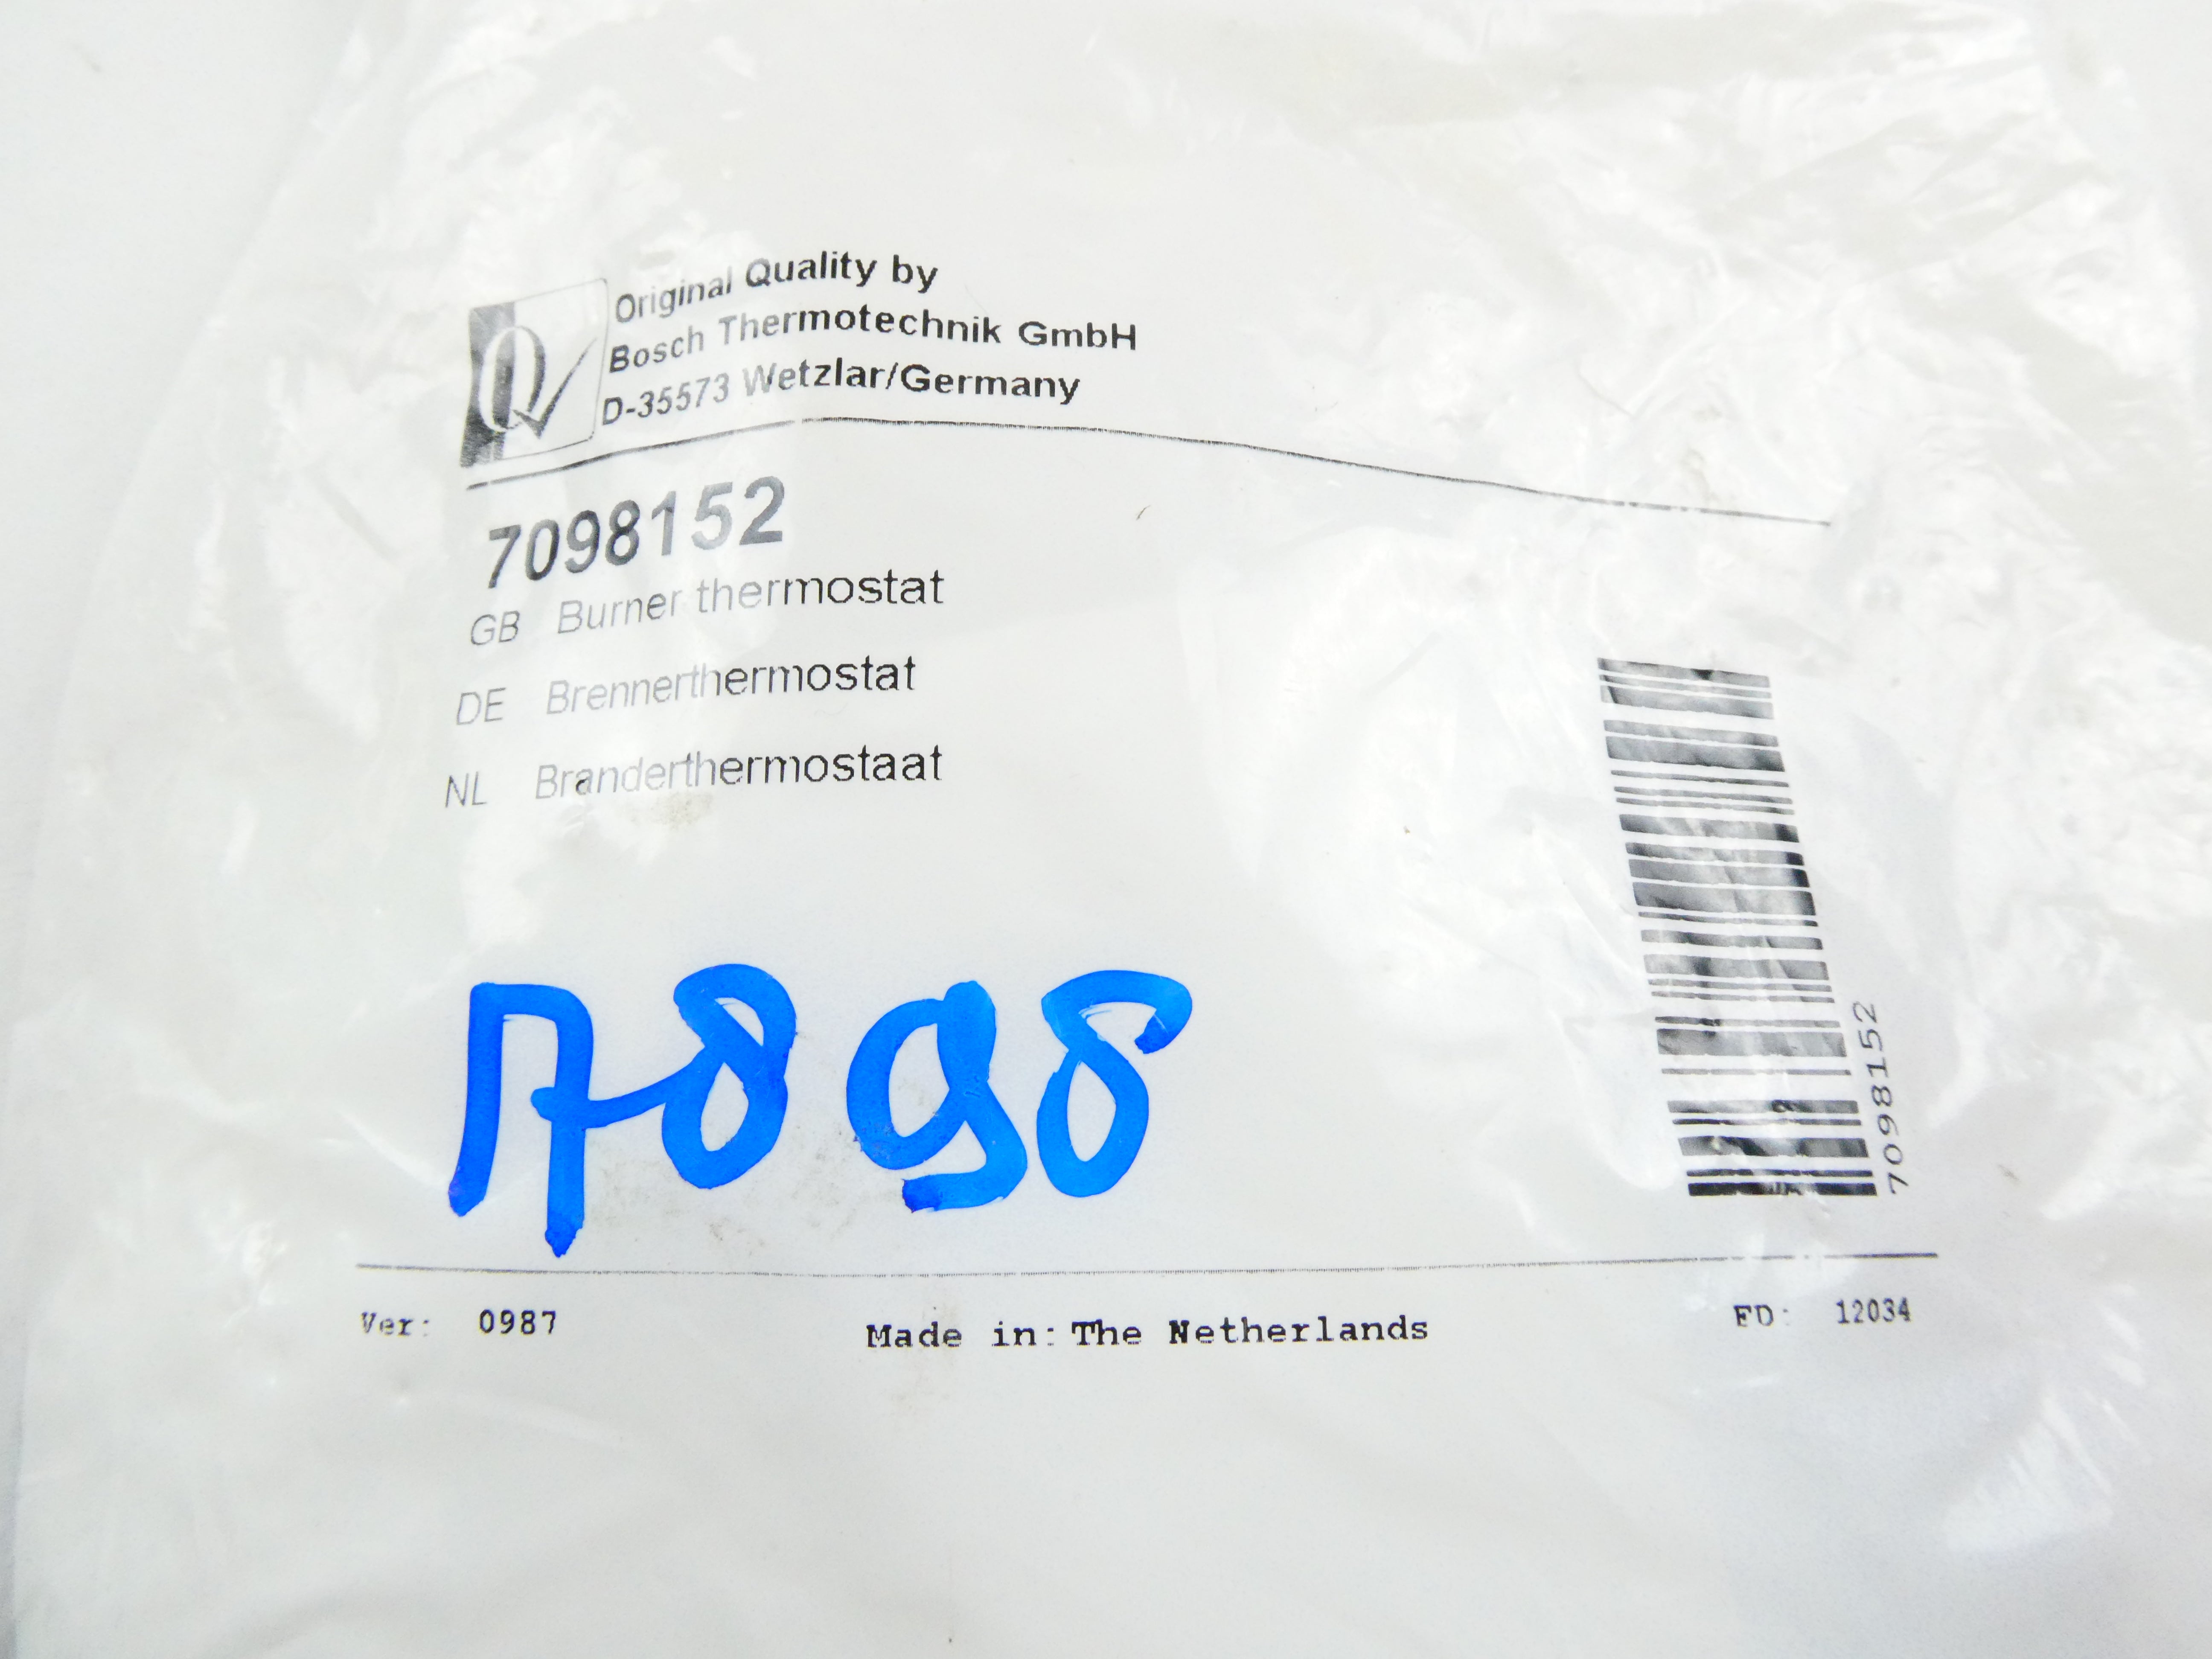 Original Quality by
Bosch Thermotechnik GmbH
D-35573 Wetzlar/Germany
7098152
GB Burner thermostat
DE Brennerthermostat
NL Branderthermostaat
7098152
7898
Ver: 0987
Made in: The Netherlands
FD: 12034